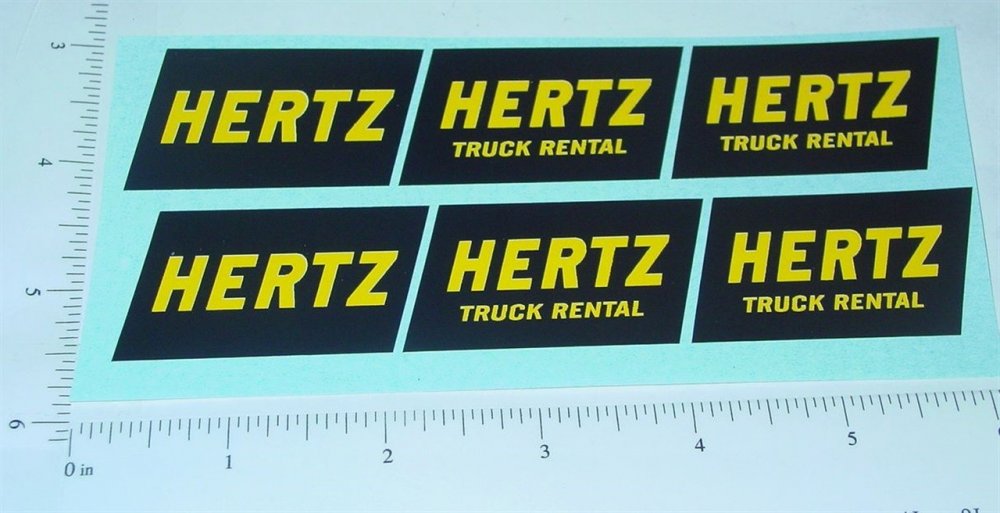 HERTZ
HERTZ
TRUCK RENTAL
HERTZ
TRUCK RENTAL
HERTZ
HERTZ
TRUCK RENTAL
HERTZ
TRUCK RENTAL
3
4
5
6
0 in
1
2
3
4
5